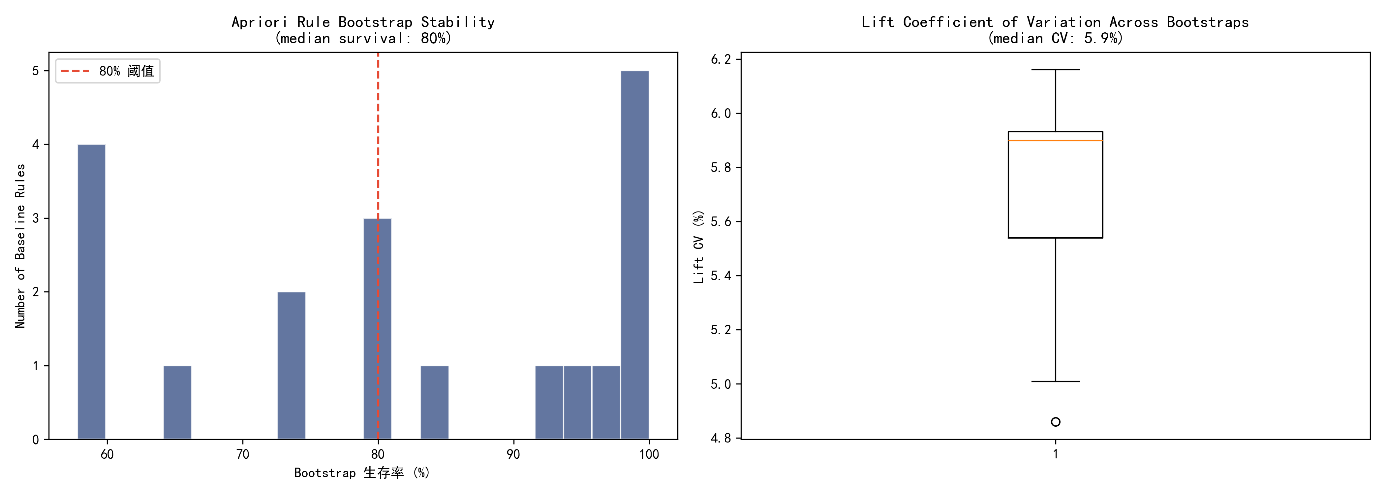 Apriori Rule Bootstrap Stability
(median survival: 80%)
80% 阈值
Number of Baseline Rules
5
4
3
2
1
0
60
70
80
90
100
Bootstrap 生存率 (%)
Lift Coefficient of Variation Across Bootstraps
(median CV: 5.9%)
Lift CV (%)
6.2
6.0
5.8
5.6
5.4
5.2
5.0
4.8
1